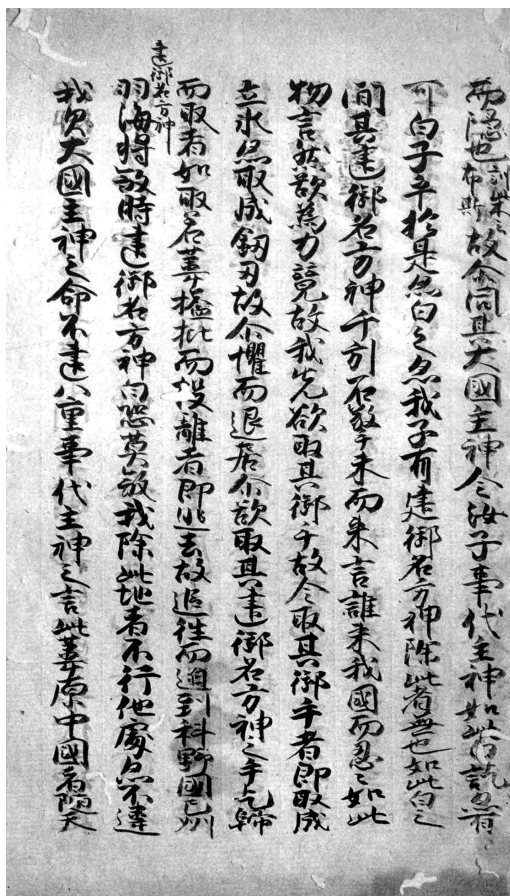 而隠也訓柴云布斯故尒問其大國主神今汝子事代主神如此白訖亦有
可白子乎於是亦白之亦我子有建御名方神除此者無也如此白之
間其建御名方神千引石擎手末而来言誰来我國而忍〻如此
物言然欲為力競故我先欲取其御手故令取其御手者即取成
立氷亦取成釼刃故尒懼而退居尒欲取其建御名方神之手乞歸
而取者如取若葦搤批而投離者即逃去故追往而迫到科野國之州
建御名方神
羽海将殺時建御名方神白恐莫殺我除此地者不行他處亦不違
我父大國主神之命不違八重事代主神之言此葦原中國者随天